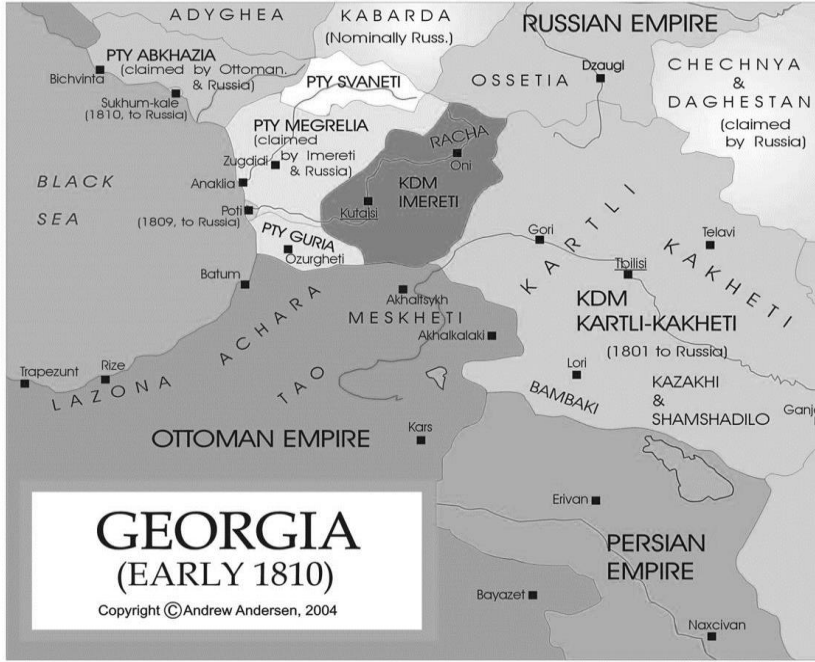 ADYGHEA
KABARDA
(Nominally Russ.)
RUSSIAN EMPIRE
PTY ABKHAZIA
(claimed by Ottoman.
& Russia)
Bichvinta
Sukhum-kale
(1810, to Russia)
PTY SVANETI
OSSETIA
Dzaugi
CHECHNYA
&
DAGHESTAN
(claimed
by Russia)
PTY MEGRELIA
(claimed
by Imereti
& Russia)
Zugdidi
Anaklia
RACHA
Oni
KDM
IMERETI
Kutaisi
BLACK
SEA
Poti
(1809, to Russia)
PTY GURIA
Ozurgheti
Batum
Gori
KARTLI
Telavi
KAKHETI
Tbilisi
KDM
KARTLI-KAKHETI
(1801 to Russia)
Akhaltsykh
MESKHETI
Akhalkalaki
ACHARA
Trapezunt
Rize
LAZONA
TAO
Lori
BAMBAKI
KAZAKHI
&
SHAMSHADILO
Ganj
OTTOMAN EMPIRE
Kars
Erivan
PERSIAN
EMPIRE
Bayazet
Naxcivan
GEORGIA
(EARLY 1810)
Copyright © Andrew Andersen, 2004